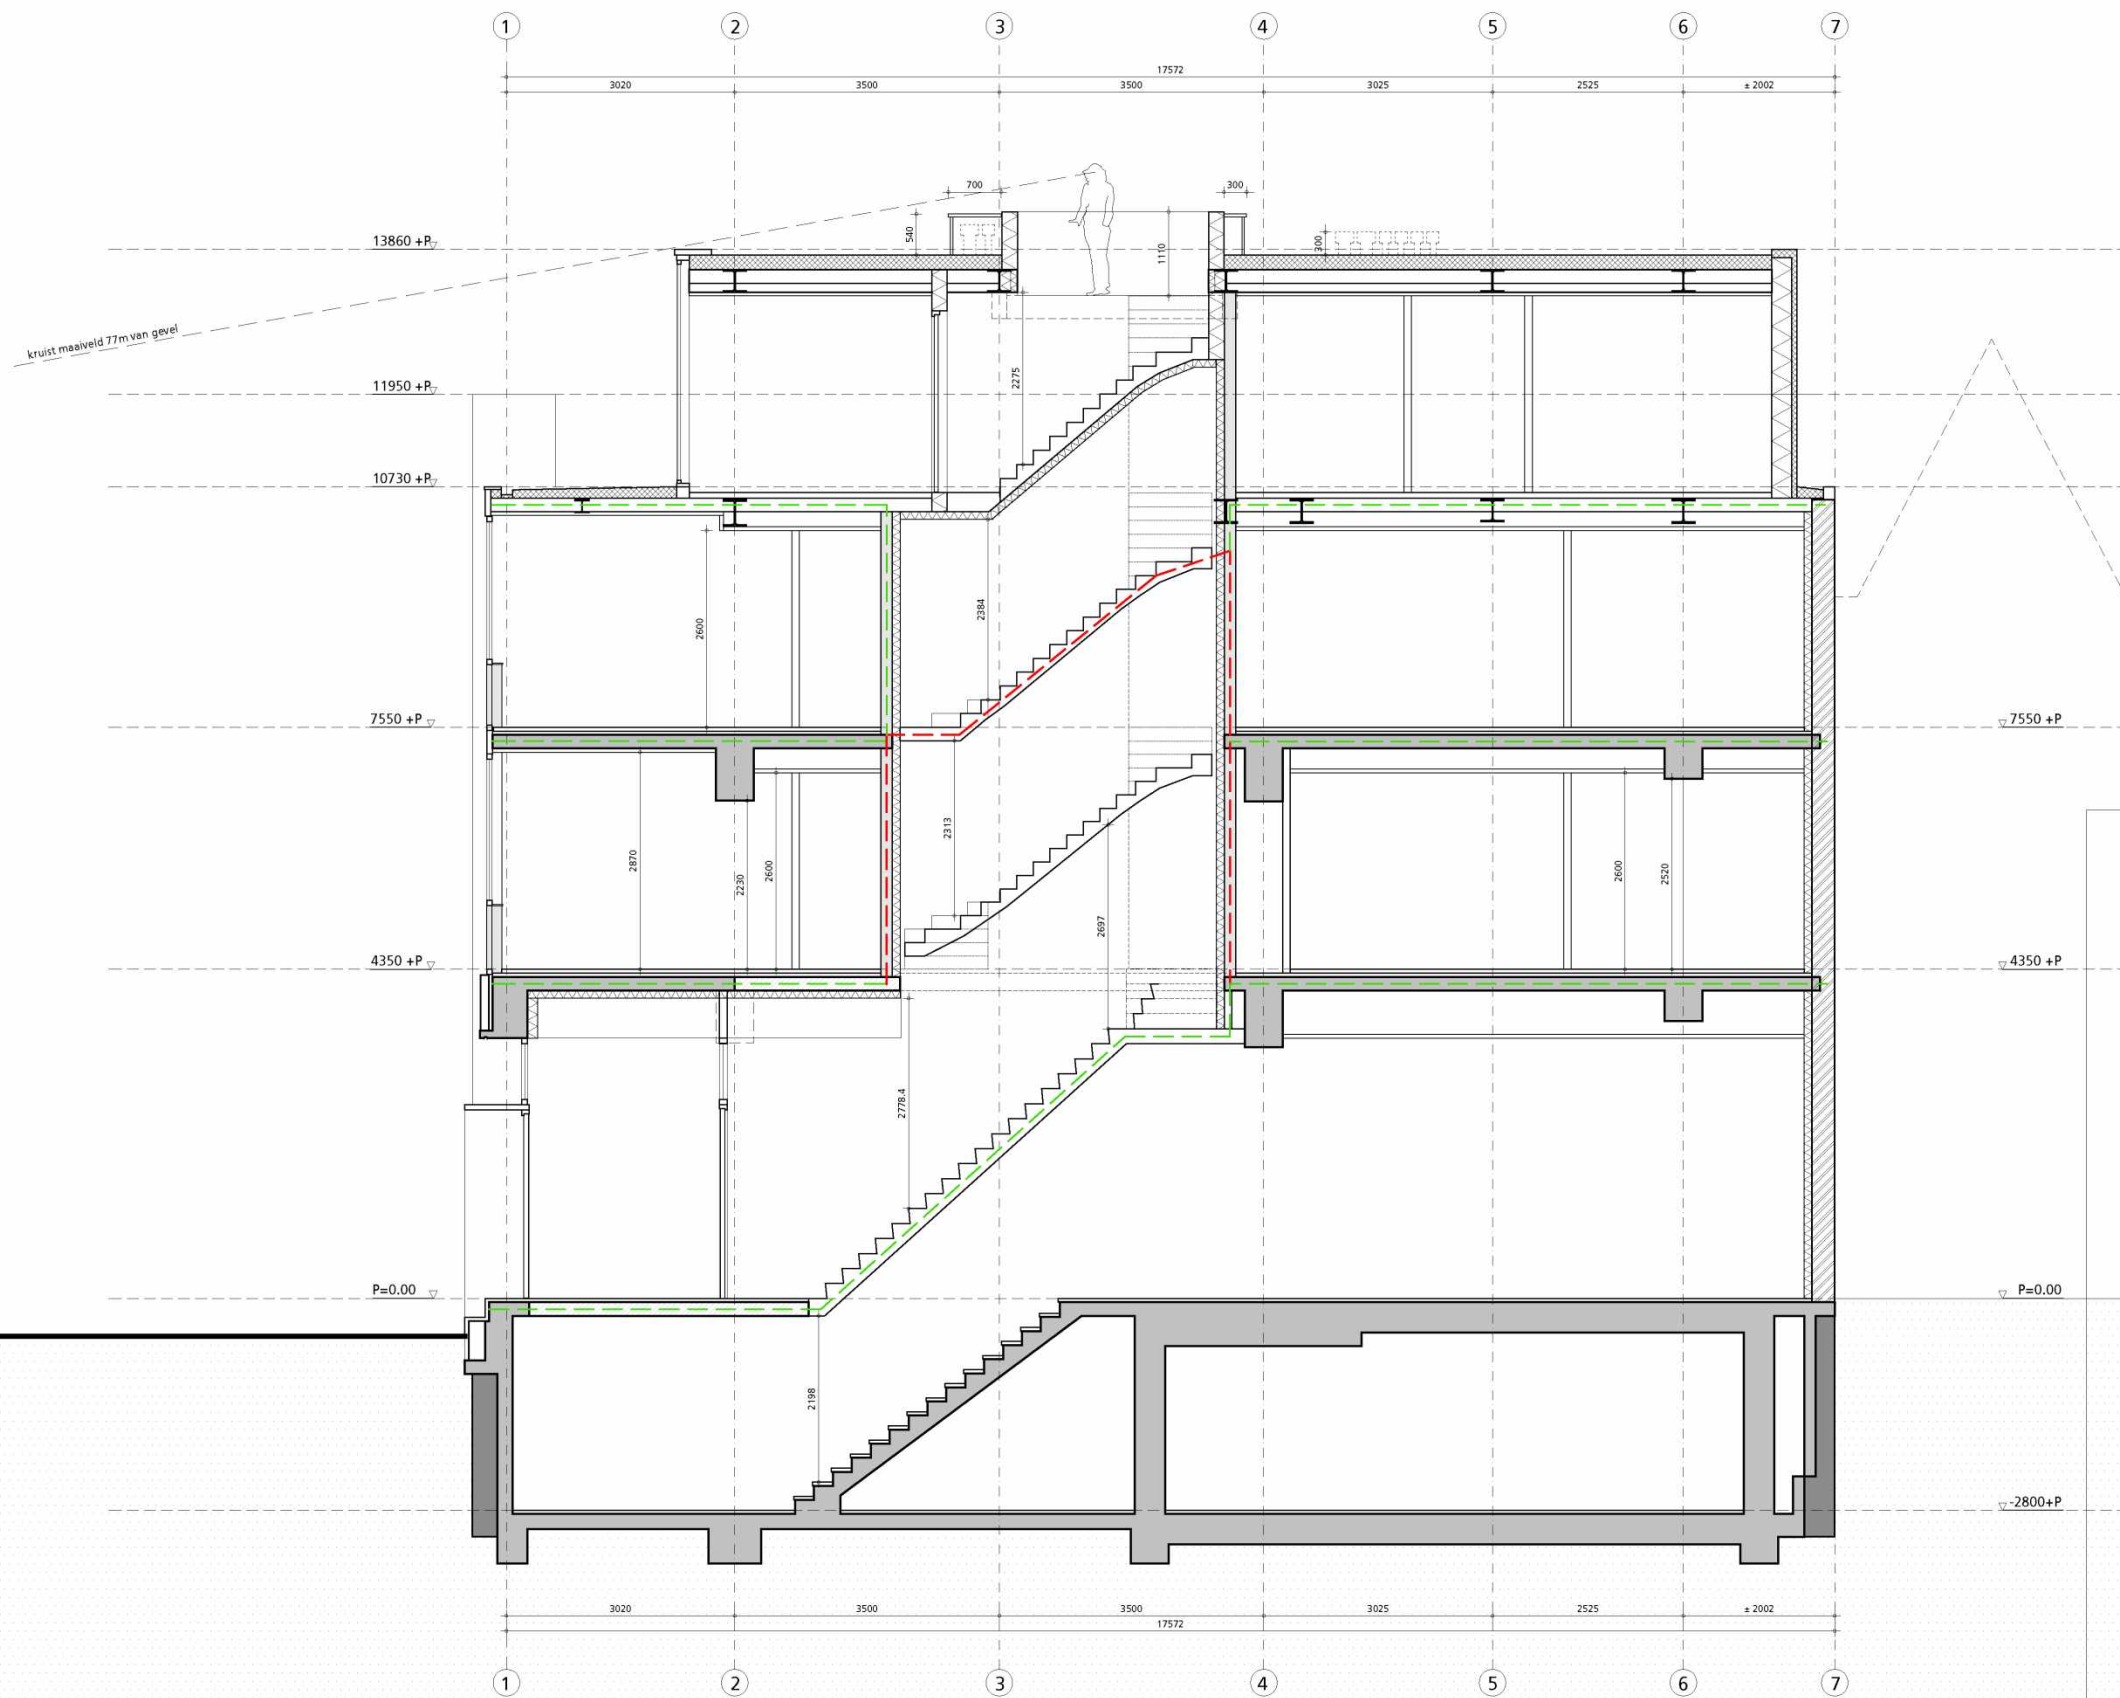 1 2 3 4 5 6 7
17572
3020 3500 3500 3025 2525 ± 2002
700 300
540
1110
300
13860 +P
kruist maaiveld 77m van gevel
2275
11950 +P
10730 +P
2600
2384
7550 +P 7550 +P
2870
2230
2600
2313
2697
2600
2520
4350 +P 4350 +P
2778.4
P=0.00 P=0.00
2198
-2800+P
3020 3500 3500 3025 2525 ± 2002
17572
1 2 3 4 5 6 7